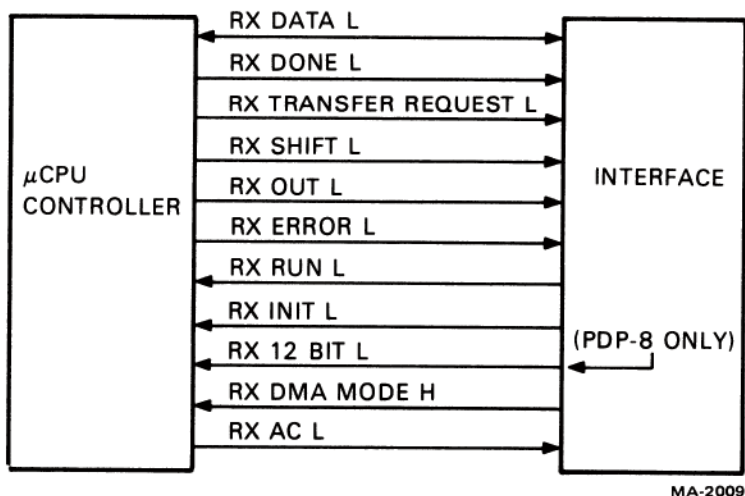 RX DATA L
RX DONE L
RX TRANSFER REQUEST L
RX SHIFT L
µCPU
CONTROLLER
INTERFACE
RX OUT L
RX ERROR L
RX RUN L
RX INIT L
(PDP-8 ONLY)
RX 12 BIT L
RX DMA MODE H
RX AC L
MA-2009